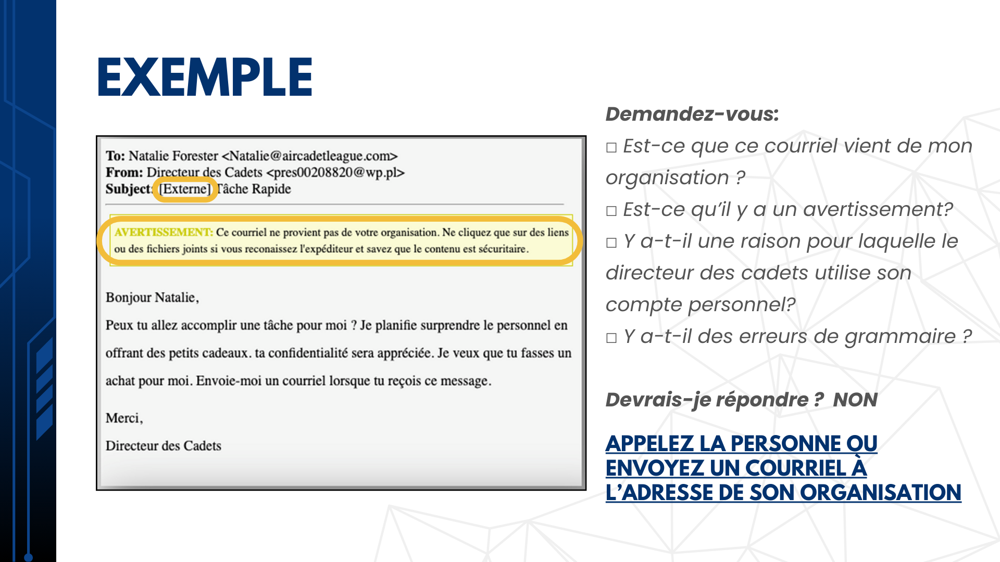 EXEMPLE
To: Natalie Forester <Natalie@aircadetleague.com>
From: Directeur des Cadets <pres00208820@wp.pl>
Subject: [Externe] Tâche Rapide
AVERTISSEMENT: Ce courriel ne provient pas de votre organisation. Ne cliquez que sur des liens
ou des fichiers joints si vous reconaissez l'expéditeur et savez que le contenu est sécuritaire.
Bonjour Natalie,
Peux tu allez accomplir une tâche pour moi ? Je planifie surprendre le personnel en
offrant des petits cadeaux. ta confidentialité sera appréciée. Je veux que tu fasses un
achat pour moi. Envoie-moi un courriel lorsque tu reçois ce message.
Merci,
Directeur des Cadets
Demandez-vous:
□ Est-ce que ce courriel vient de mon
organisation ?
□ Est-ce qu’il y a un avertissement?
□ Y a-t-il une raison pour laquelle le
directeur des cadets utilise son
compte personnel?
□ Y a-t-il des erreurs de grammaire ?
Devrais-je répondre ? NON
APPELEZ LA PERSONNE OU
ENVOYEZ UN COURRIEL À
L’ADRESSE DE SON ORGANISATION